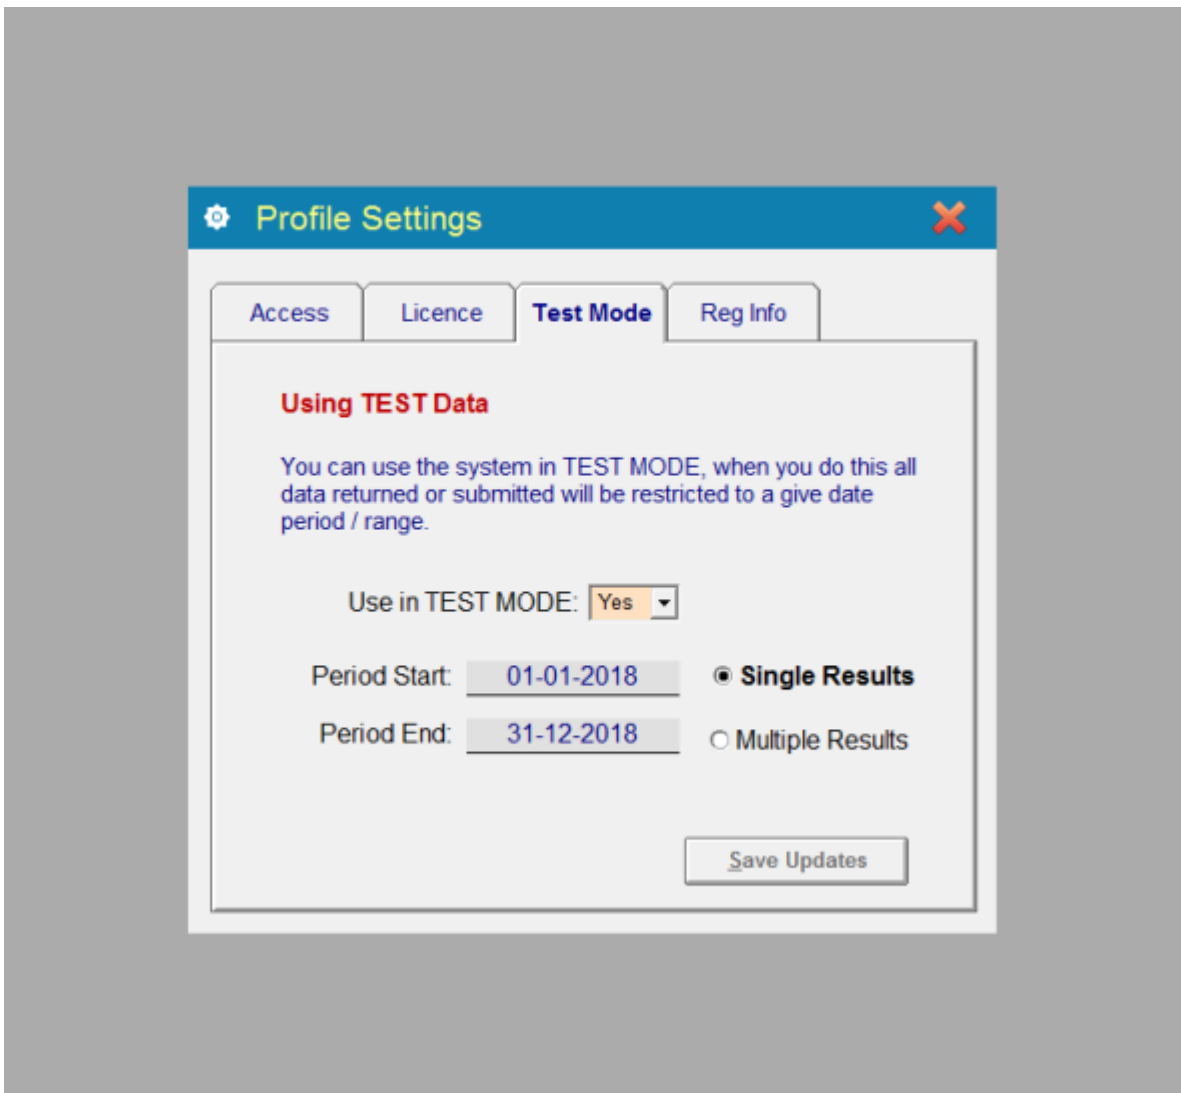 Profile Settings
Access Licence Test Mode Reg Info
Using TEST Data
You can use the system in TEST MODE, when you do this all
data returned or submitted will be restricted to a give date
period / range.
Use in TEST MODE: Yes
Period Start: 01-01-2018 Single Results
Period End: 31-12-2018 Multiple Results
Save Updates